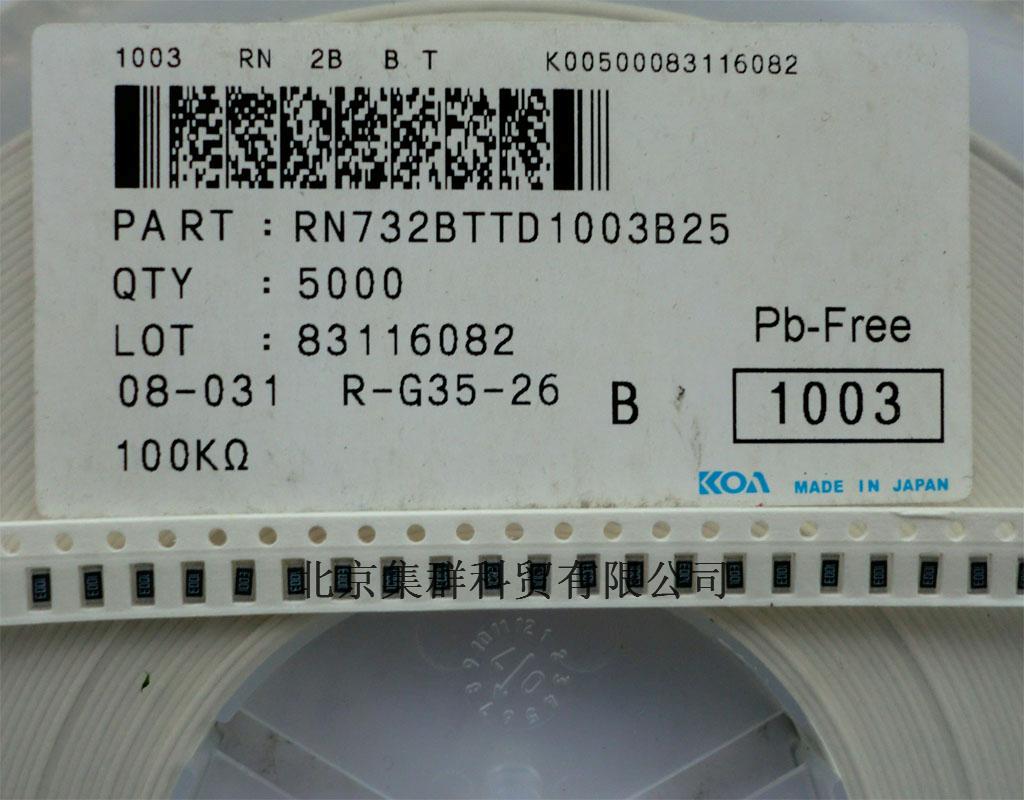 1003 RN 2B B T K00500083116082
PART : RN732BTTD1003B25
QTY : 5000
LOT : 83116082
Pb-Free
08-031 R-G35-26 B 1003
100KΩ
KOA MADE IN JAPAN
北京集群科贸有限公司